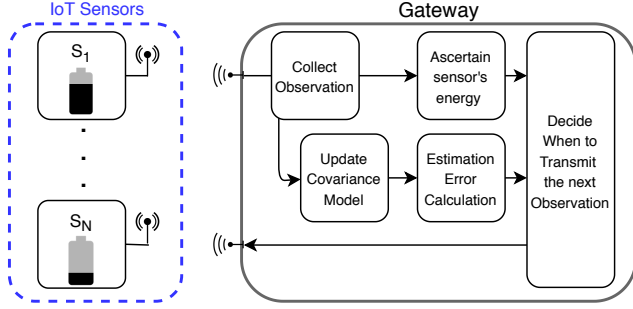 IoT Sensors
S1
SN
Gateway
Collect
Observation
Ascertain
sensor's
energy
Update
Covariance
Model
Estimation
Error
Calculation
Decide
When to
Transmit
the next
Observation